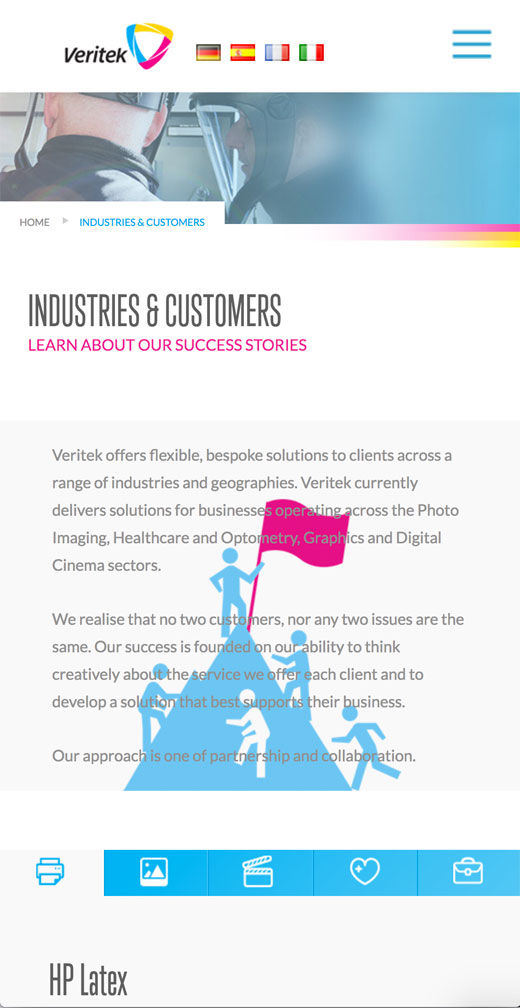 Veritek
HOME
INDUSTRIES & CUSTOMERS
INDUSTRIES & CUSTOMERS
LEARN ABOUT OUR SUCCESS STORIES
Veritek offers flexible, bespoke solutions to clients across a
range of industries and geographies. Veritek currently
delivers solutions for businesses operating across the Photo
Imaging, Healthcare and Optometry, Graphics and Digital
Cinema sectors.
We realise that no two customers, nor any two issues are the
same. Our success is founded on our ability to think
creatively about the service we offer each client and to
develop a solution that best supports their business.
Our approach is one of partnership and collaboration.
HP Latex